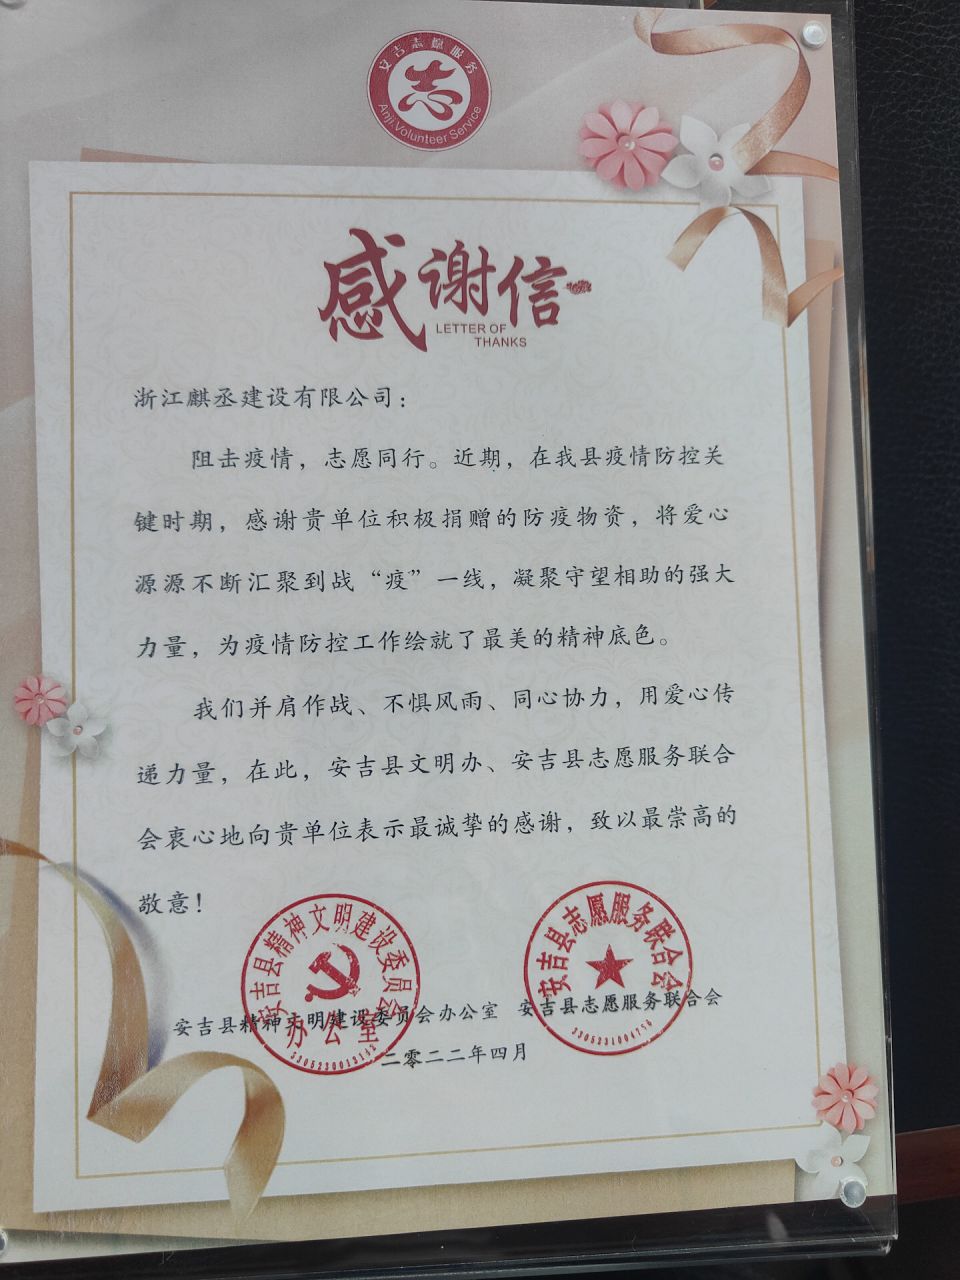 安吉志愿服务
志
Anji Volunteer Service
感谢信
LETTER OF
THANKS
浙江麒丞建设有限公司：
阻击疫情，志愿同行。近期，在我县疫情防控关
键时期，感谢贵单位积极捐赠的防疫物资，将爱心
源源不断汇聚到战“疫”一线，凝聚守望相助的强大
力量，为疫情防控工作绘就了最美的精神底色。
我们并肩作战、不惧风雨、同心协力，用爱心传
递力量，在此，安吉县文明办、安吉县志愿服务联合
会衷心地向贵单位表示最诚挚的感谢，致以最崇高的
敬意！
安吉县精神文明建设委员会
办公室
安吉县志愿服务联合会
安吉县精神文明建设委员会办公室 安吉县志愿服务联合会
3305231004756
二零二二年四月